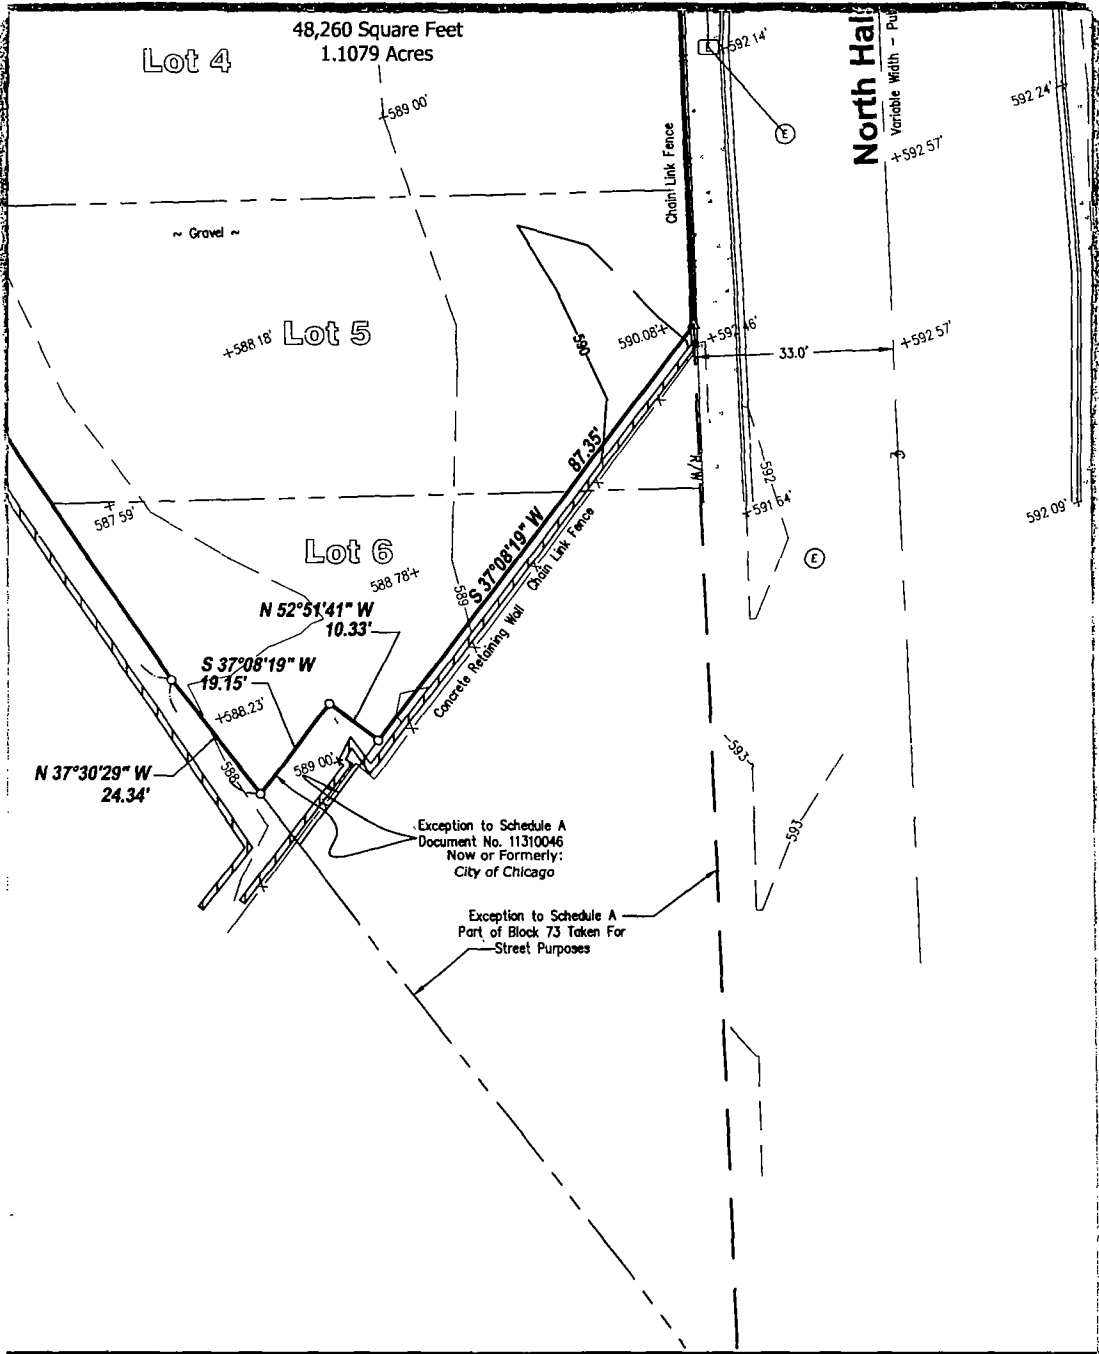 48,260 Square Feet
1.1079 Acres
Lot 4
+589 00'
Chain Link Fence
E
+592 14'
E
North Hals
Variable Width - Pub
592 24'+
+592 57'
~ Gravel ~
+588 18'
Lot 5
590
590.08'+
+592 46'
33.0'
+592 57'
87.35'
S 37°08'19" W
R/W
592
+591 64'
592 09'
587 59'
Lot 6
588 78'+
589
Chain Link Fence
Concrete Retaining Wall
E
N 52°51'41" W
10.33'
S 37°08'19" W
19.15'
+588.23'
588
589 00'
N 37°30'29" W
24.34'
593
593
Exception to Schedule A
Document No. 11310046
Now or Formerly:
City of Chicago
Exception to Schedule A
Part of Block 73 Taken For
Street Purposes